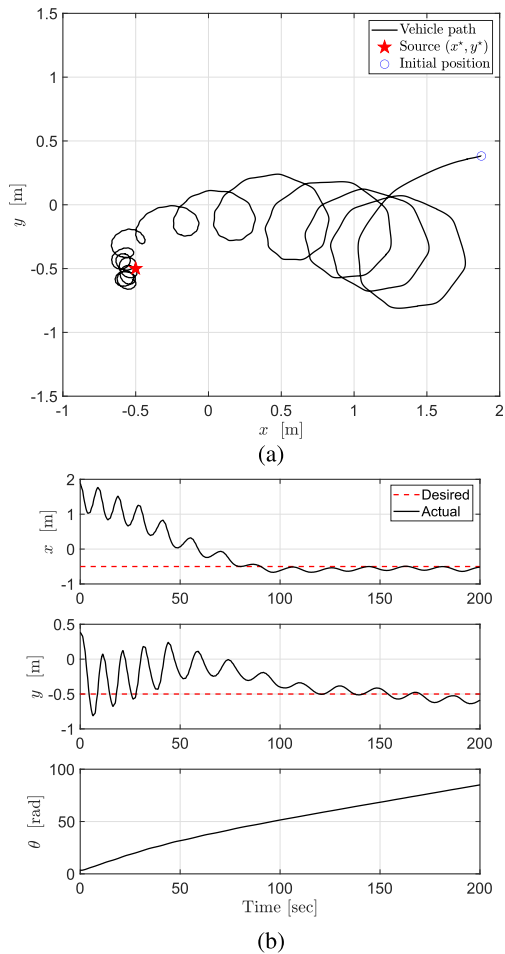 1.5
1
0.5
0
-0.5
-1
-1.5
y [m]
Vehicle path
Source (x⋆, y⋆)
Initial position
-1 -0.5 0 0.5 1 1.5 2
x [m]
(a)
2
1
0
-1
x [m]
Desired
Actual
0 50 100 150 200
0.5
0
-0.5
-1
y [m]
0 50 100 150 200
100
50
0
θ [rad]
0 50 100 150 200
Time [sec]
(b)